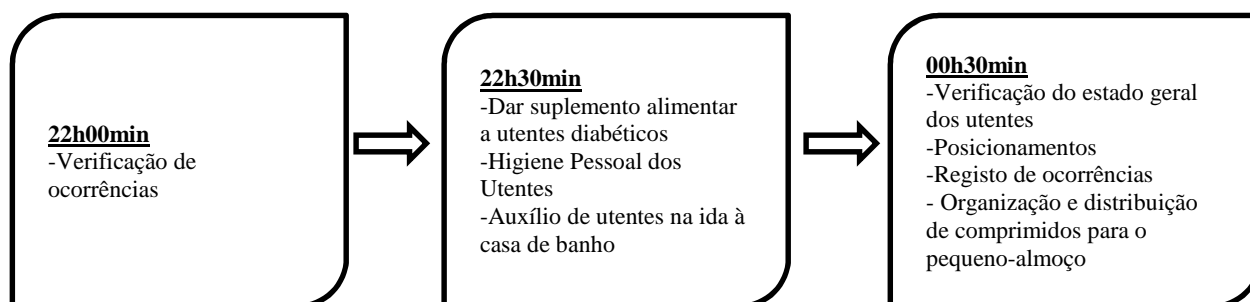 22h00min
-Verificação de
ocorrências
22h30min
-Dar suplemento alimentar
a utentes diabéticos
-Higiene Pessoal dos
Utentes
-Auxílio de utentes na ida à
casa de banho
00h30min
-Verificação do estado geral
dos utentes
-Posicionamentos
-Registo de ocorrências
- Organização e distribuição
de comprimidos para o
pequeno-almoço